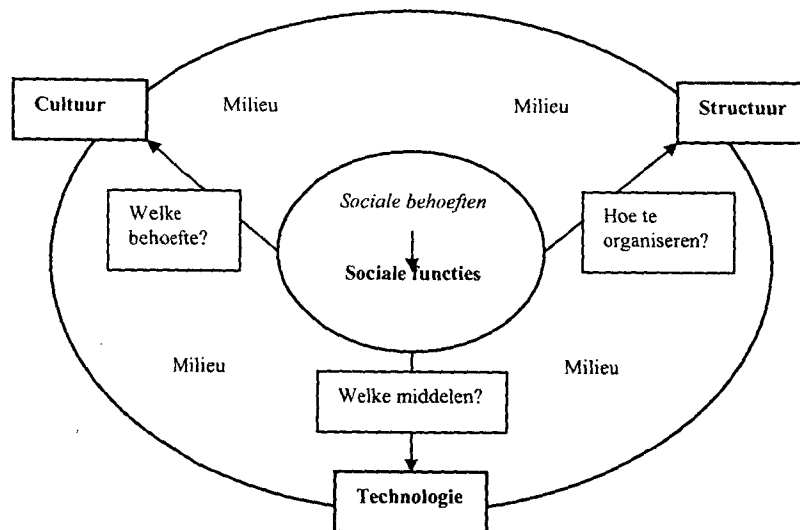 Cultuur
Milieu
Milieu
Structuur
Welke
behoefte?
Sociale behoeften
Sociale functies
Hoe te
organiseren?
Milieu
Milieu
Welke middelen?
Technologie